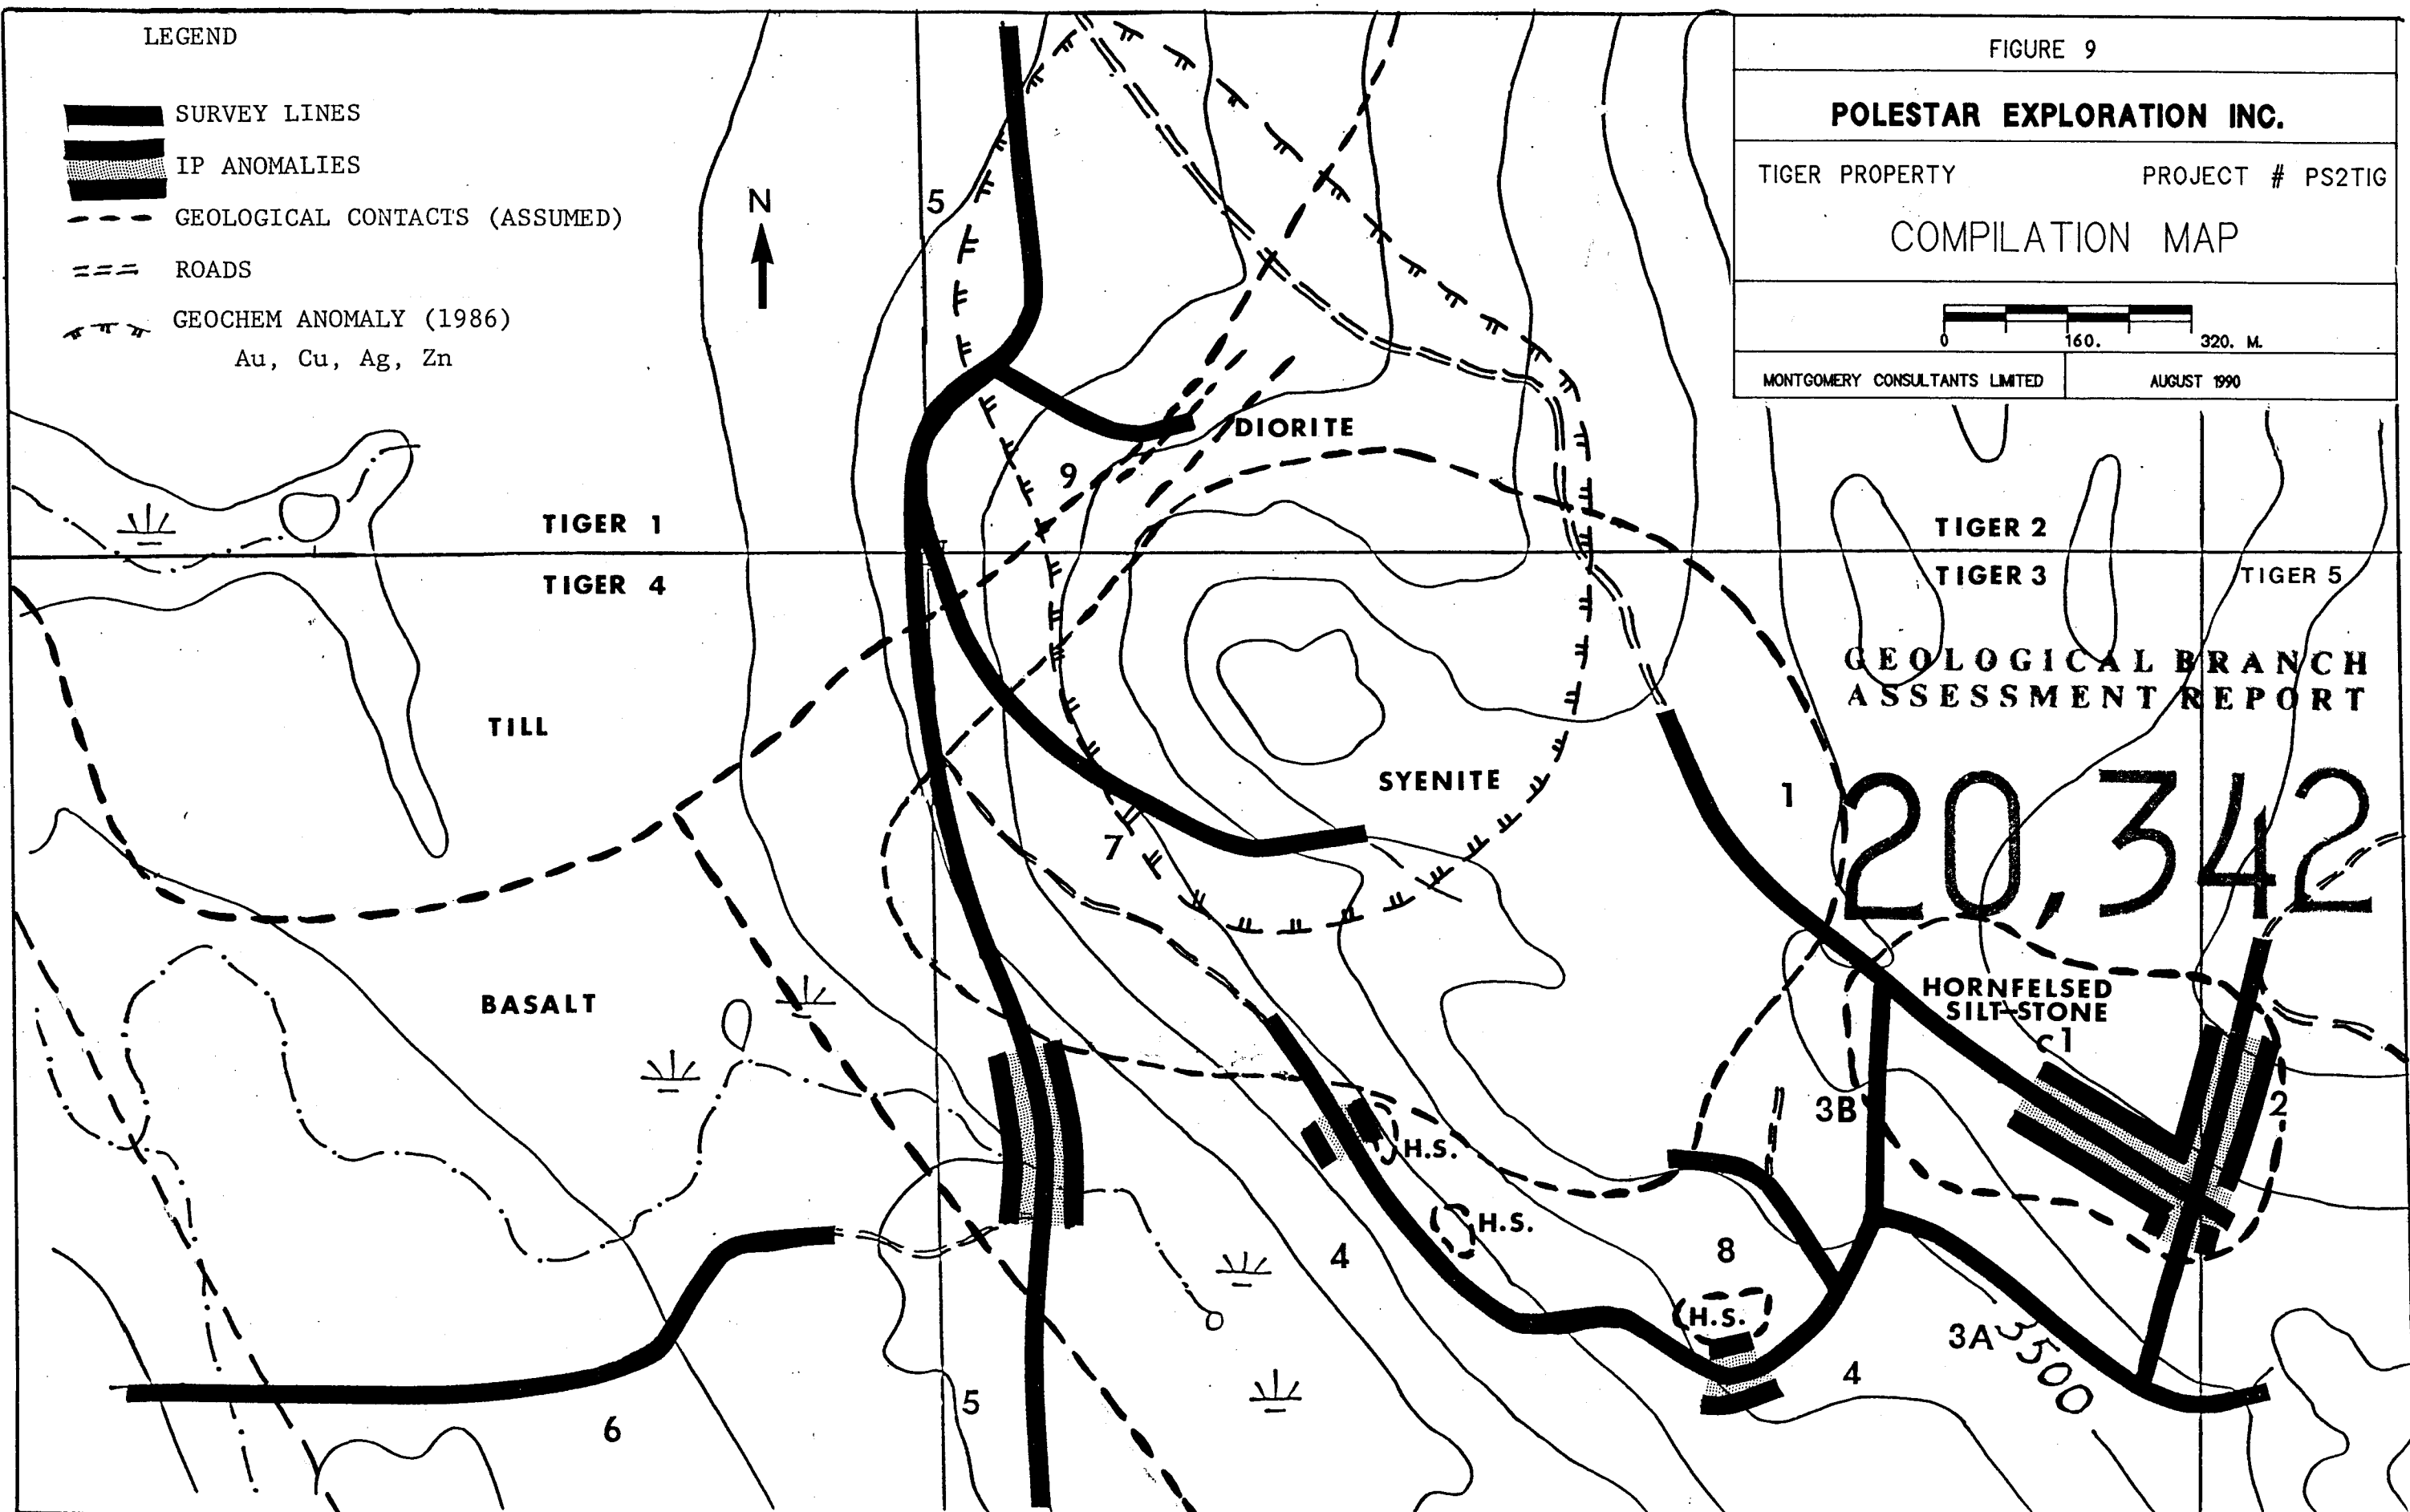 LEGEND
SURVEY LINES
IP ANOMALIES
GEOLOGICAL CONTACTS (ASSUMED)
ROADS
GEOCHEM ANOMALY (1986)
Au, Cu, Ag, Zn
N
FIGURE 9
POLESTAR EXPLORATION INC.
TIGER PROPERTY PROJECT # PS2TIG
COMPILATION MAP
0 160. 320. M.
MONTGOMERY CONSULTANTS LIMITED AUGUST 1990
5
DIORITE
9
TIGER 1
TIGER 2
TIGER 4
TIGER 3
TIGER 5
GEOLOGICAL BRANCH
ASSESSMENT REPORT
TILL
SYENITE
1
20,342
7
BASALT
HORNFELSED
SILT-STONE
c1
3B
2
H.S.
H.S.
4
8
H.S.
3A
3500
4
5
6